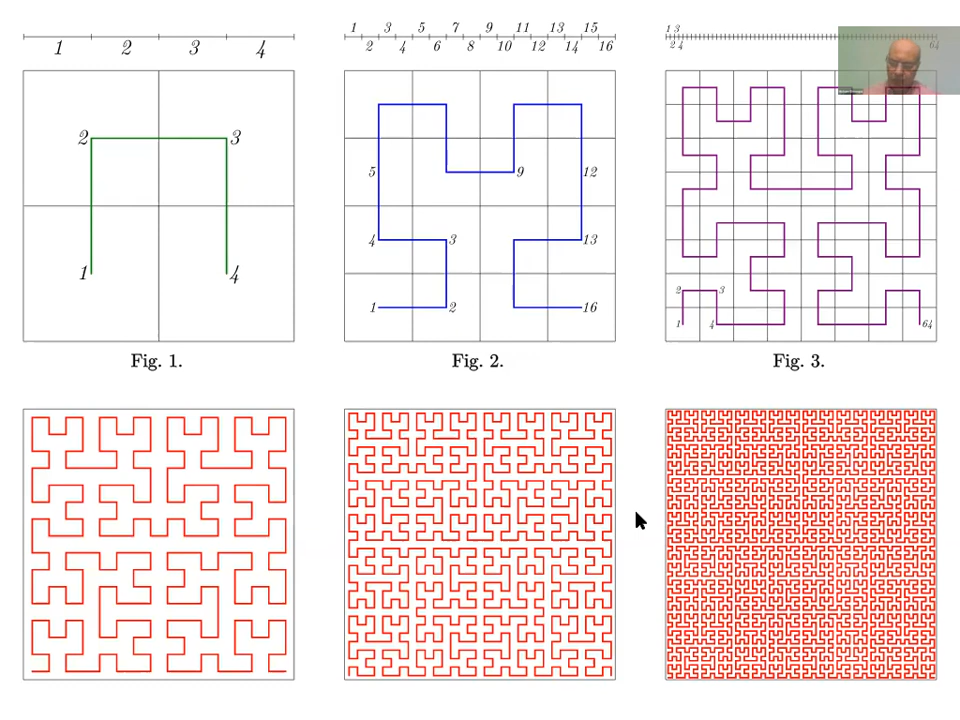 1 2 3 4
2 3
1 4
Fig. 1.
1 3 5 7 9 11 13 15
2 4 6 8 10 12 14 16
5 9 12
4 3 13
1 2 16
Fig. 2.
1 3
2 4 64
2 3
1 4 64
Fig. 3.